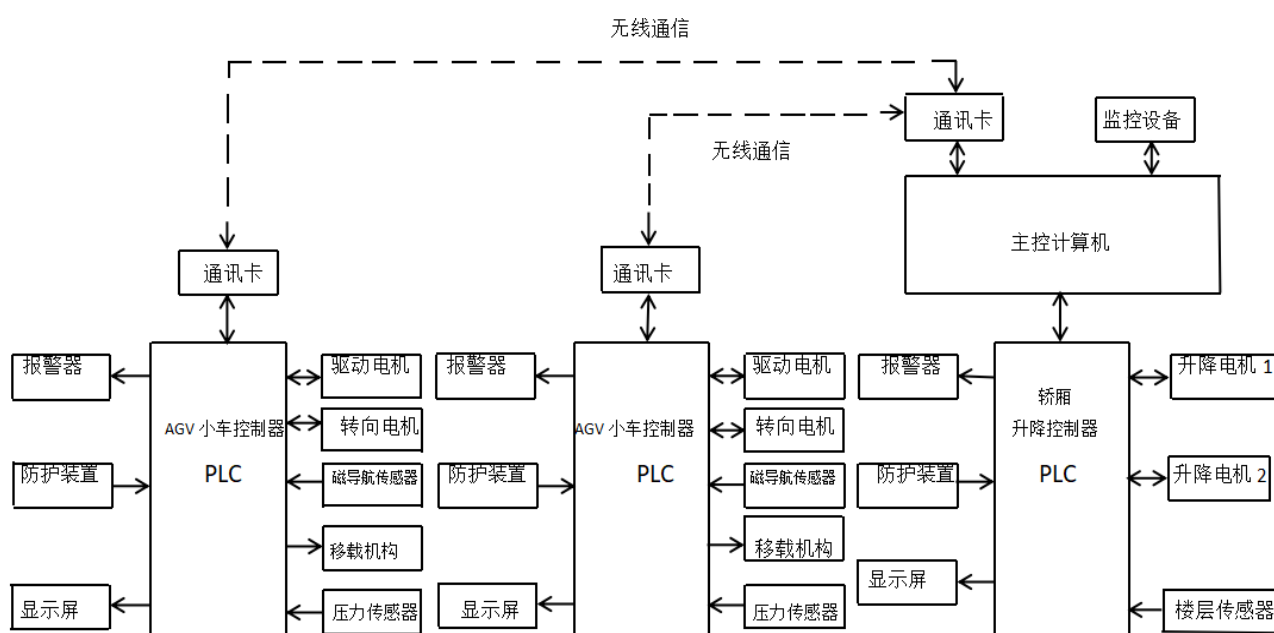 无线通信
通讯卡
监控设备
无线通信
主控计算机
通讯卡
通讯卡
报警器
驱动电机
转向电机
AGV 小车控制器
PLC
防护装置
磁导航传感器
移载机构
显示屏
压力传感器
报警器
驱动电机
转向电机
AGV 小车控制器
PLC
防护装置
磁导航传感器
移载机构
显示屏
压力传感器
报警器
轿厢
升降控制器
PLC
升降电机 1
防护装置
升降电机 2
显示屏
楼层传感器